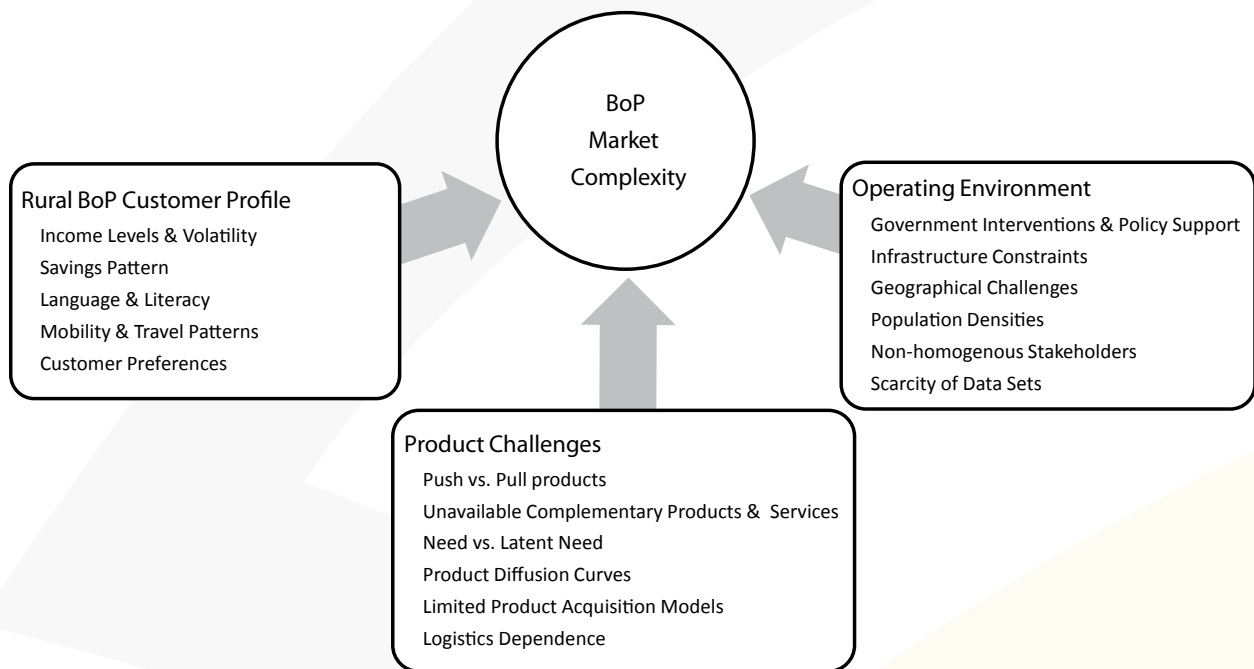 BoP
Market
Complexity
Rural BoP Customer Profile
Income Levels & Volatility
Savings Pattern
Language & Literacy
Mobility & Travel Patterns
Customer Preferences
Operating Environment
Government Interventions & Policy Support
Infrastructure Constraints
Geographical Challenges
Population Densities
Non-homogenous Stakeholders
Scarcity of Data Sets
Product Challenges
Push vs. Pull products
Unavailable Complementary Products & Services
Need vs. Latent Need
Product Diffusion Curves
Limited Product Acquisition Models
Logistics Dependence